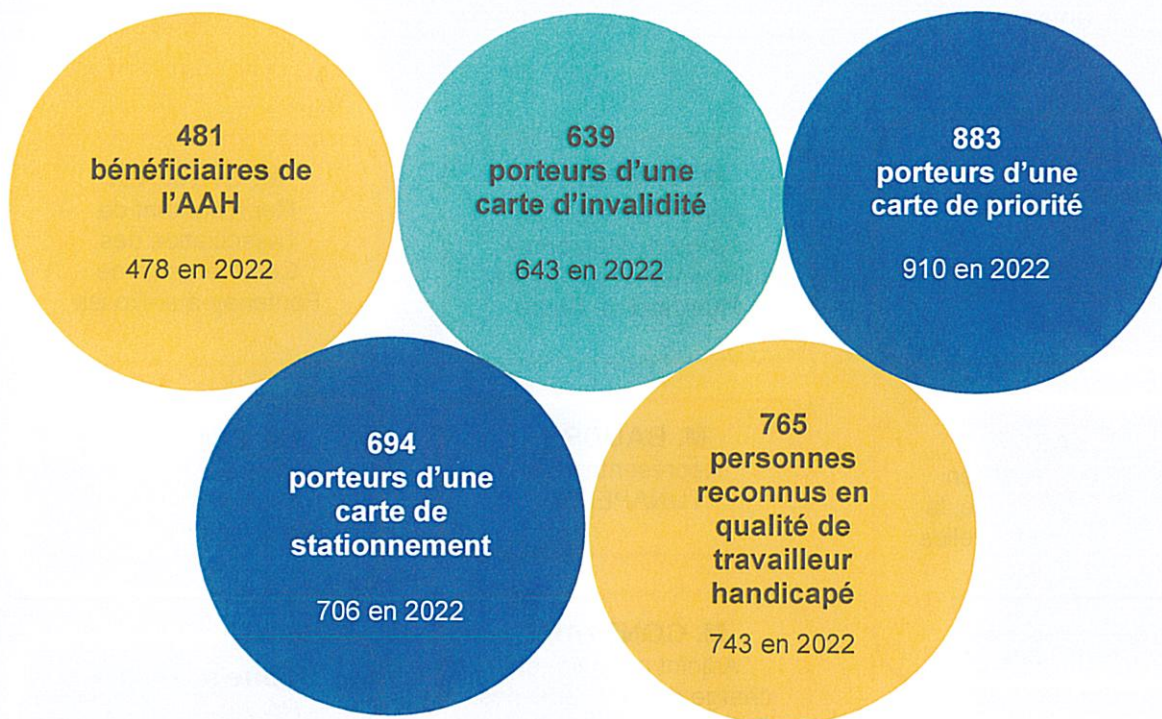 481
bénéficiaires de
l'AAH
478 en 2022
639
porteurs d'une
carte d'invalidité
643 en 2022
883
porteurs d'une
carte de priorité
910 en 2022
694
porteurs d'une
carte de
stationnement
706 en 2022
765
personnes
reconnus en
qualité de
travailleur
handicapé
743 en 2022